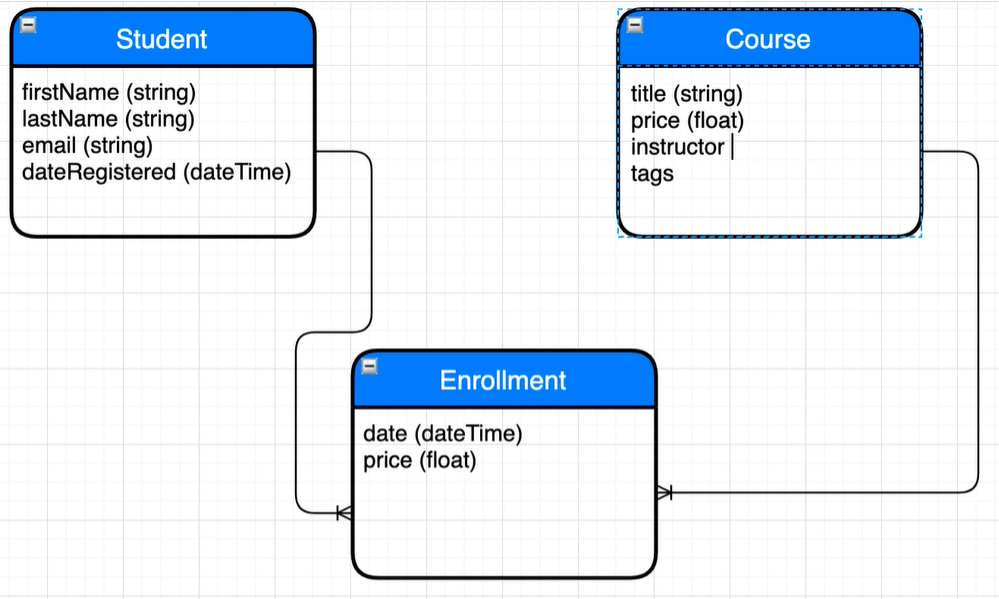 Student
firstName (string)
lastName (string)
email (string)
dateRegistered (dateTime)
Course
title (string)
price (float)
instructor
tags
Enrollment
date (dateTime)
price (float)